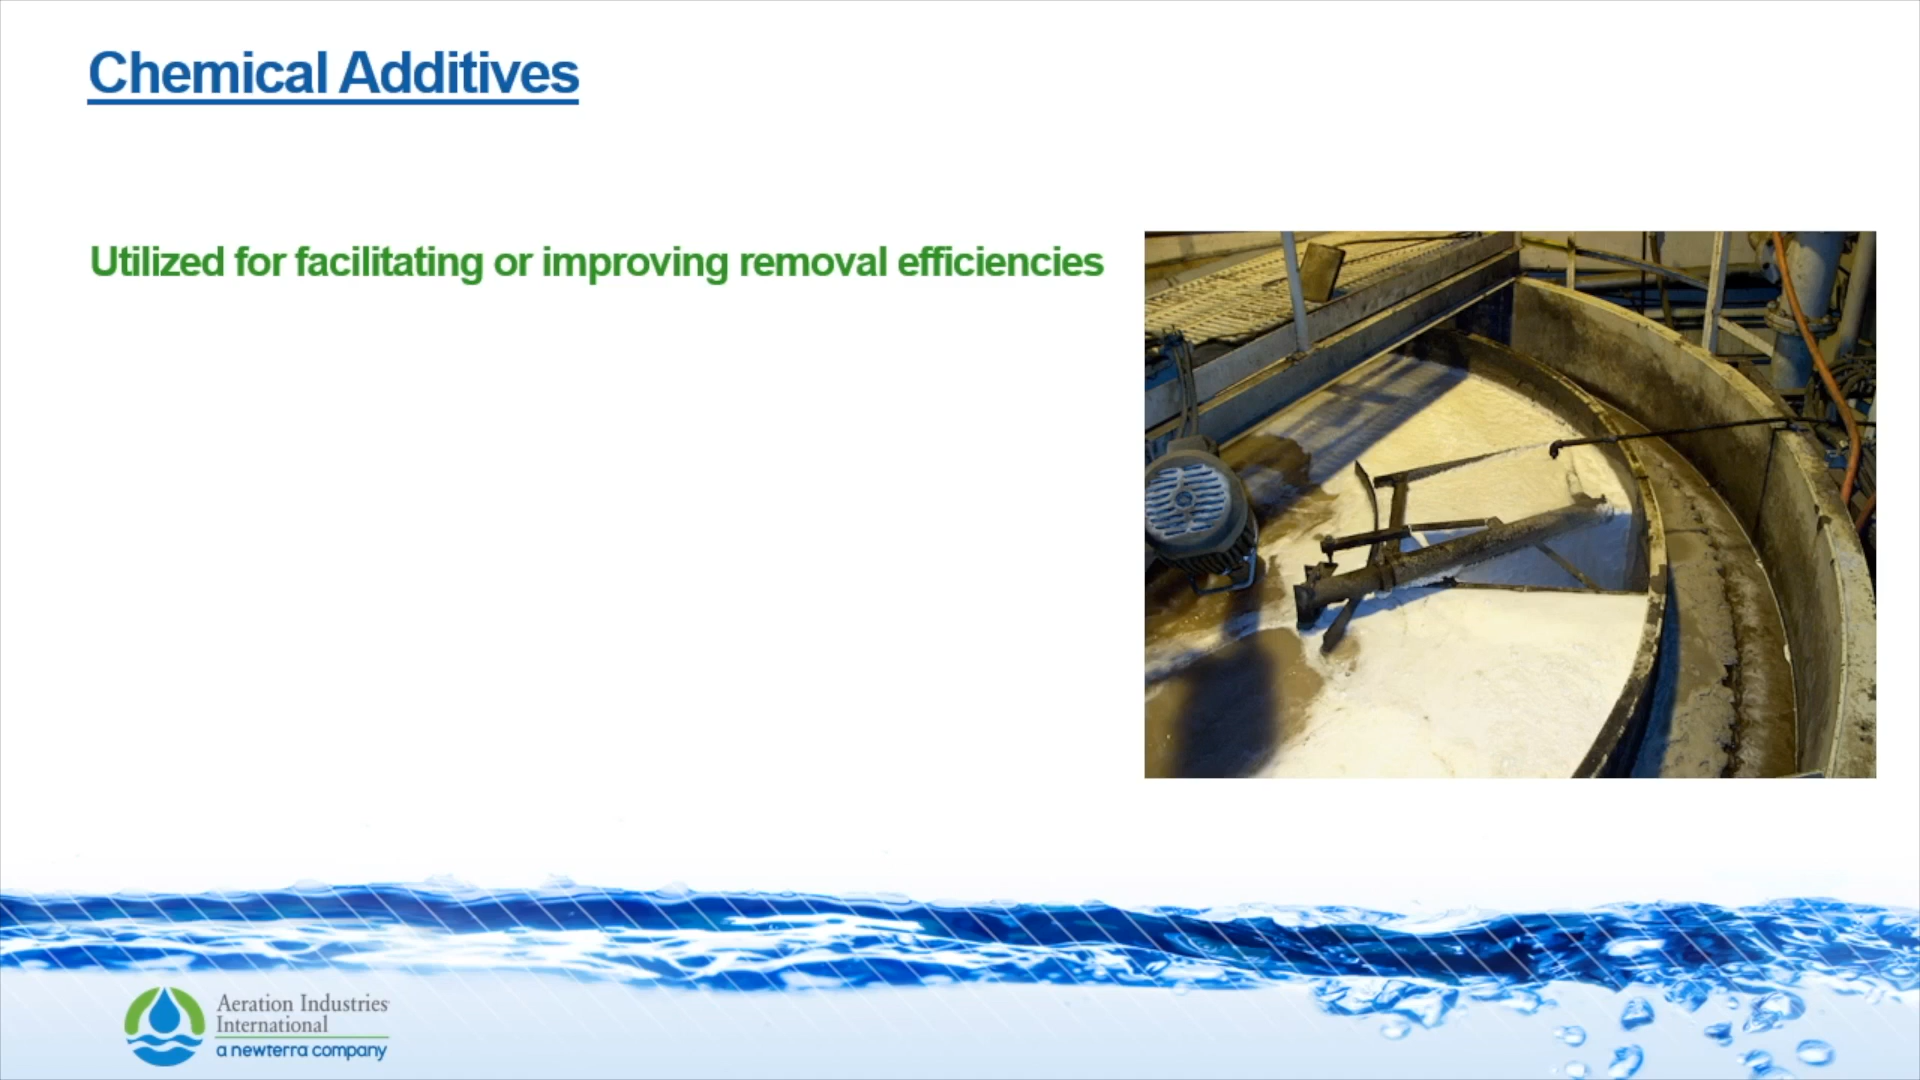 Chemical Additives
Utilized for facilitating or improving removal efficiencies
Aeration Industries
International
a newterra company